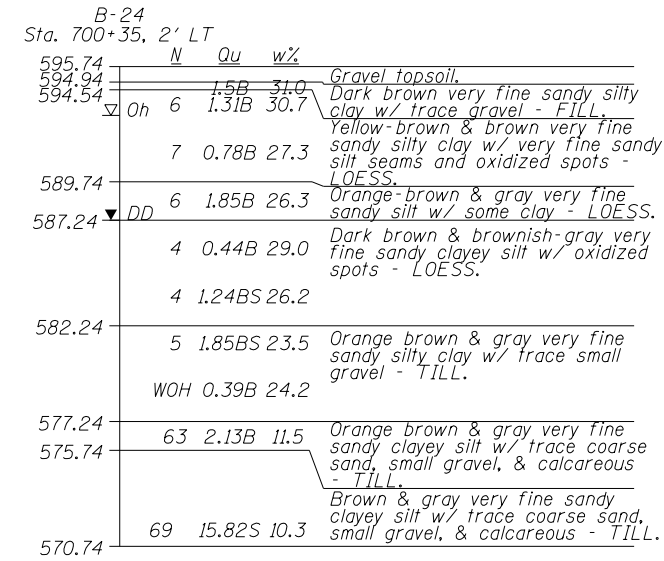 B-24
Sta. 700+35, 2' LT
N Qu w%
595.74
594.94 Gravel topsoil.
594.54 1.5B 31.0 Dark brown very fine sandy silty
0h 6 1.31B 30.7 clay w/ trace gravel - FILL.
Yellow-brown & brown very fine
7 0.78B 27.3 sandy silty clay w/ very fine sandy
silt seams and oxidized spots -
589.74 LOESS.
6 1.85B 26.3 Orange-brown & gray very fine
587.24 DD sandy silt w/ some clay - LOESS.
4 0.44B 29.0 Dark brown & brownish-gray very
fine sandy clayey silt w/ oxidized
spots - LOESS.
4 1.24BS 26.2
582.24
5 1.85BS 23.5 Orange brown & gray very fine
sandy silty clay w/ trace small
gravel - TILL.
WOH 0.39B 24.2
577.24
63 2.13B 11.5 Orange brown & gray very fine
575.74 sandy clayey silt w/ trace coarse
sand, small gravel, & calcareous
- TILL.
Brown & gray very fine sandy
clayey silt w/ trace coarse sand,
69 15.82S 10.3 small gravel, & calcareous - TILL.
570.74